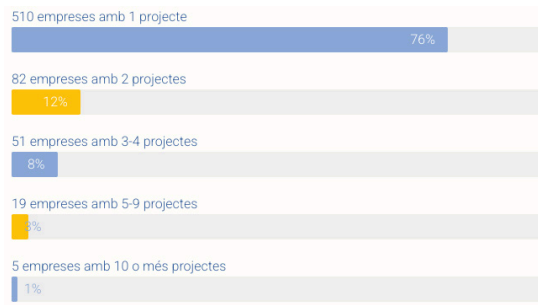 510 empreses amb 1 projecte
76%
82 empreses amb 2 projectes
12%
51 empreses amb 3-4 projectes
8%
19 empreses amb 5-9 projectes
3%
5 empreses amb 10 o més projectes
1%